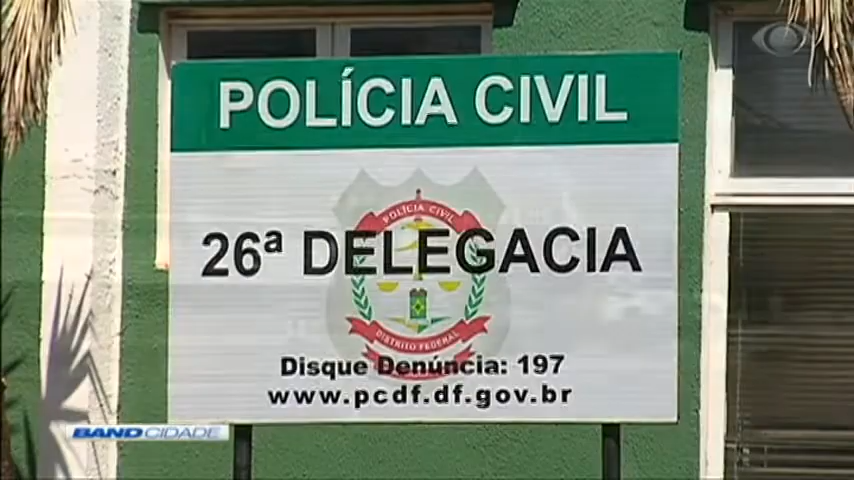 POLÍCIA CIVIL
POLÍCIA CIVIL
26ª DELEGACIA
DISTRITO FEDERAL
Disque Denúncia: 197
www.pcdf.df.gov.br
BAND CIDADE